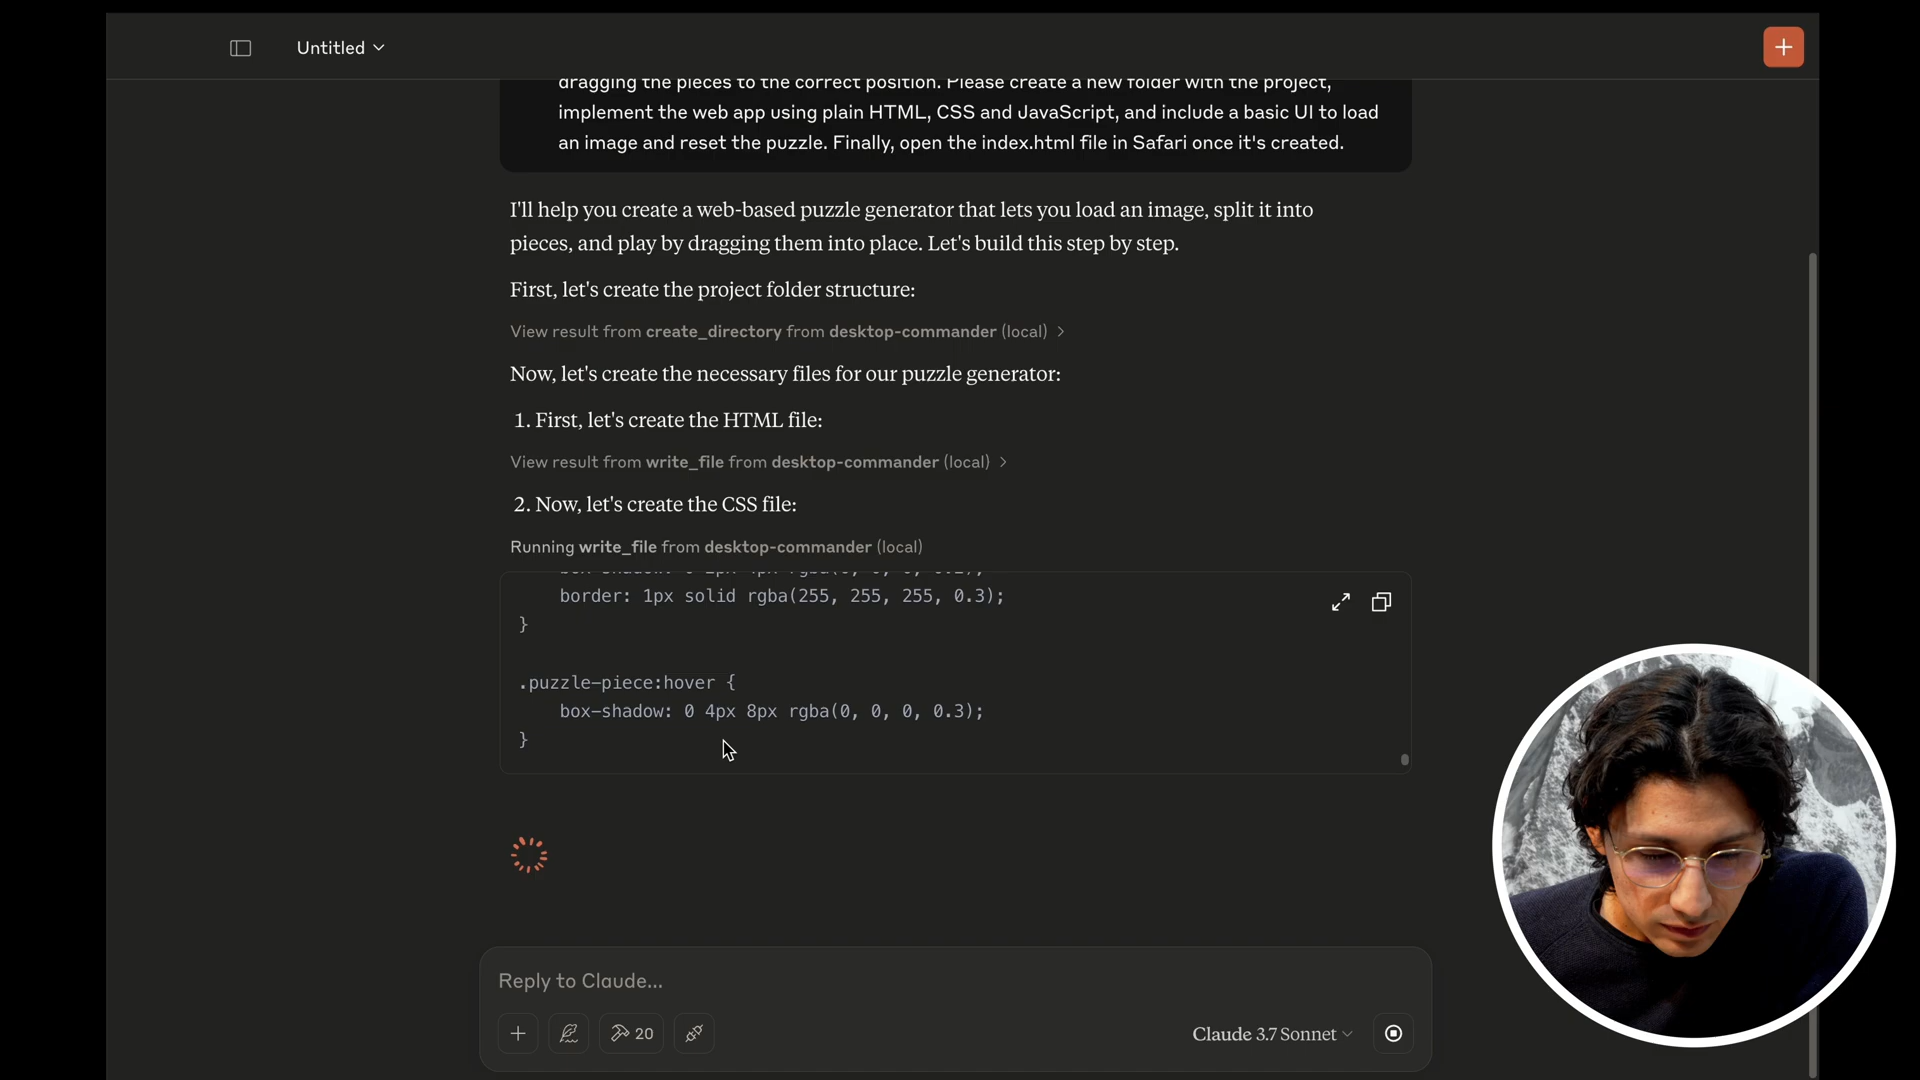 Untitled
dragging the pieces to the correct position. Please create a new folder with the project,
implement the web app using plain HTML, CSS and JavaScript, and include a basic UI to load
an image and reset the puzzle. Finally, open the index.html file in Safari once it's created.
I'll help you create a web-based puzzle generator that lets you load an image, split it into
pieces, and play by dragging them into place. Let's build this step by step.
First, let's create the project folder structure:
View result from create_directory from desktop-commander (local)
Now, let's create the necessary files for our puzzle generator:
1. First, let's create the HTML file:
View result from write_file from desktop-commander (local)
2. Now, let's create the CSS file:
Running write_file from desktop-commander (local)
border: 1px solid rgba(255, 255, 255, 0.3);
}
.puzzle-piece:hover {
box-shadow: 0 4px 8px rgba(0, 0, 0, 0.3);
}
Reply to Claude...
20
Claude 3.7 Sonnet